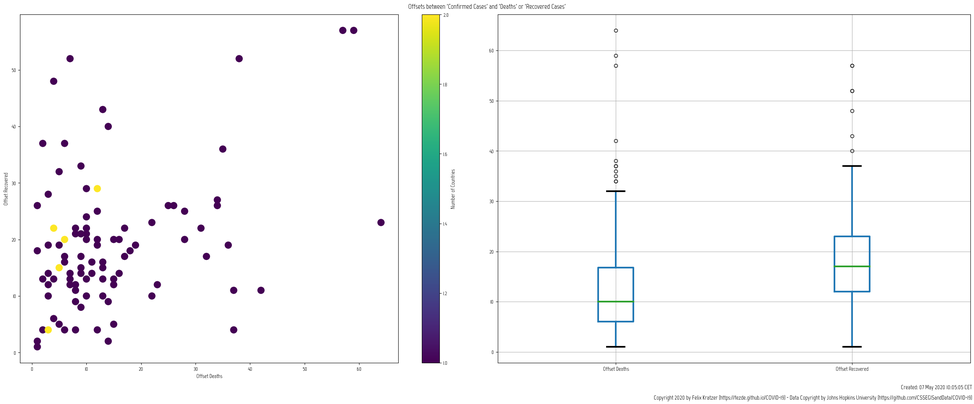 Offsets between 'Confirmed Cases' and 'Deaths' or 'Recovered Cases'
50
40
30
20
10
0
0 10 20 30 40 50 60
Offset Recovered
Offset Deaths
2.0
1.8
1.6
1.4
1.2
1.0
Number of Countries
60
50
40
30
20
10
0
Offset Deaths Offset Recovered
Created: 07 May 2020 10:05:05 CET
Copyright 2020 by Felix Kratzer (https://fezde.github.io/COVID-19) - Data Copyright by Johns Hopkins University (https://github.com/CSSEGISandData/COVID-19)